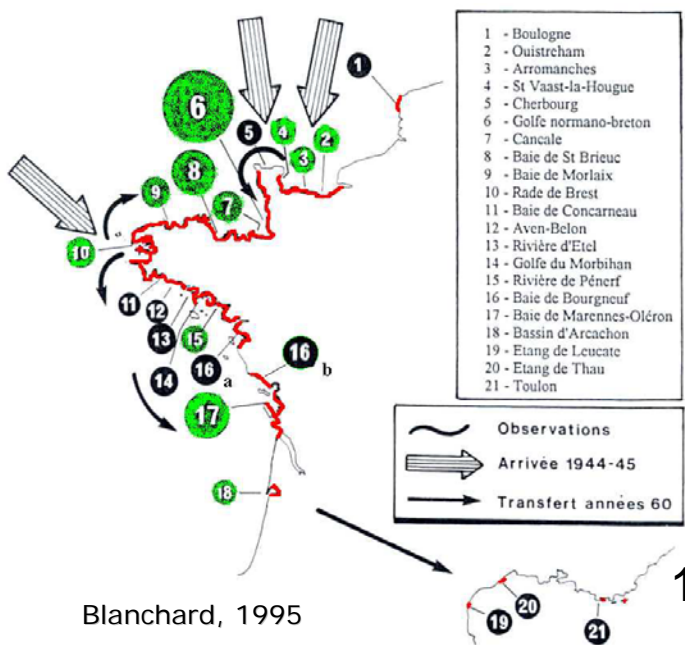 1 - Boulogne
2 - Ouistreham
3 - Arromanches
4 - St Vaast-la-Hougue
5 - Cherbourg
6 - Golfe normano-breton
7 - Cancale
8 - Baie de St Brieuc
9 - Baie de Morlaix
10 - Rade de Brest
11 - Baie de Concarneau
12 - Aven-Belon
13 - Rivière d'Etel
14 - Golfe du Morbihan
15 - Rivière de Pénerf
16 - Baie de Bourgneuf
17 - Baie de Marennes-Oléron
18 - Bassin d'Arcachon
19 - Etang de Leucate
20 - Etang de Thau
21 - Toulon
Observations
Arrivée 1944-45
Transfert années 60
1
6
5
4
2
3
8
7
9
10
11
12
13
15
14
16
a
16
b
17
18
19
20
21
1
Blanchard, 1995